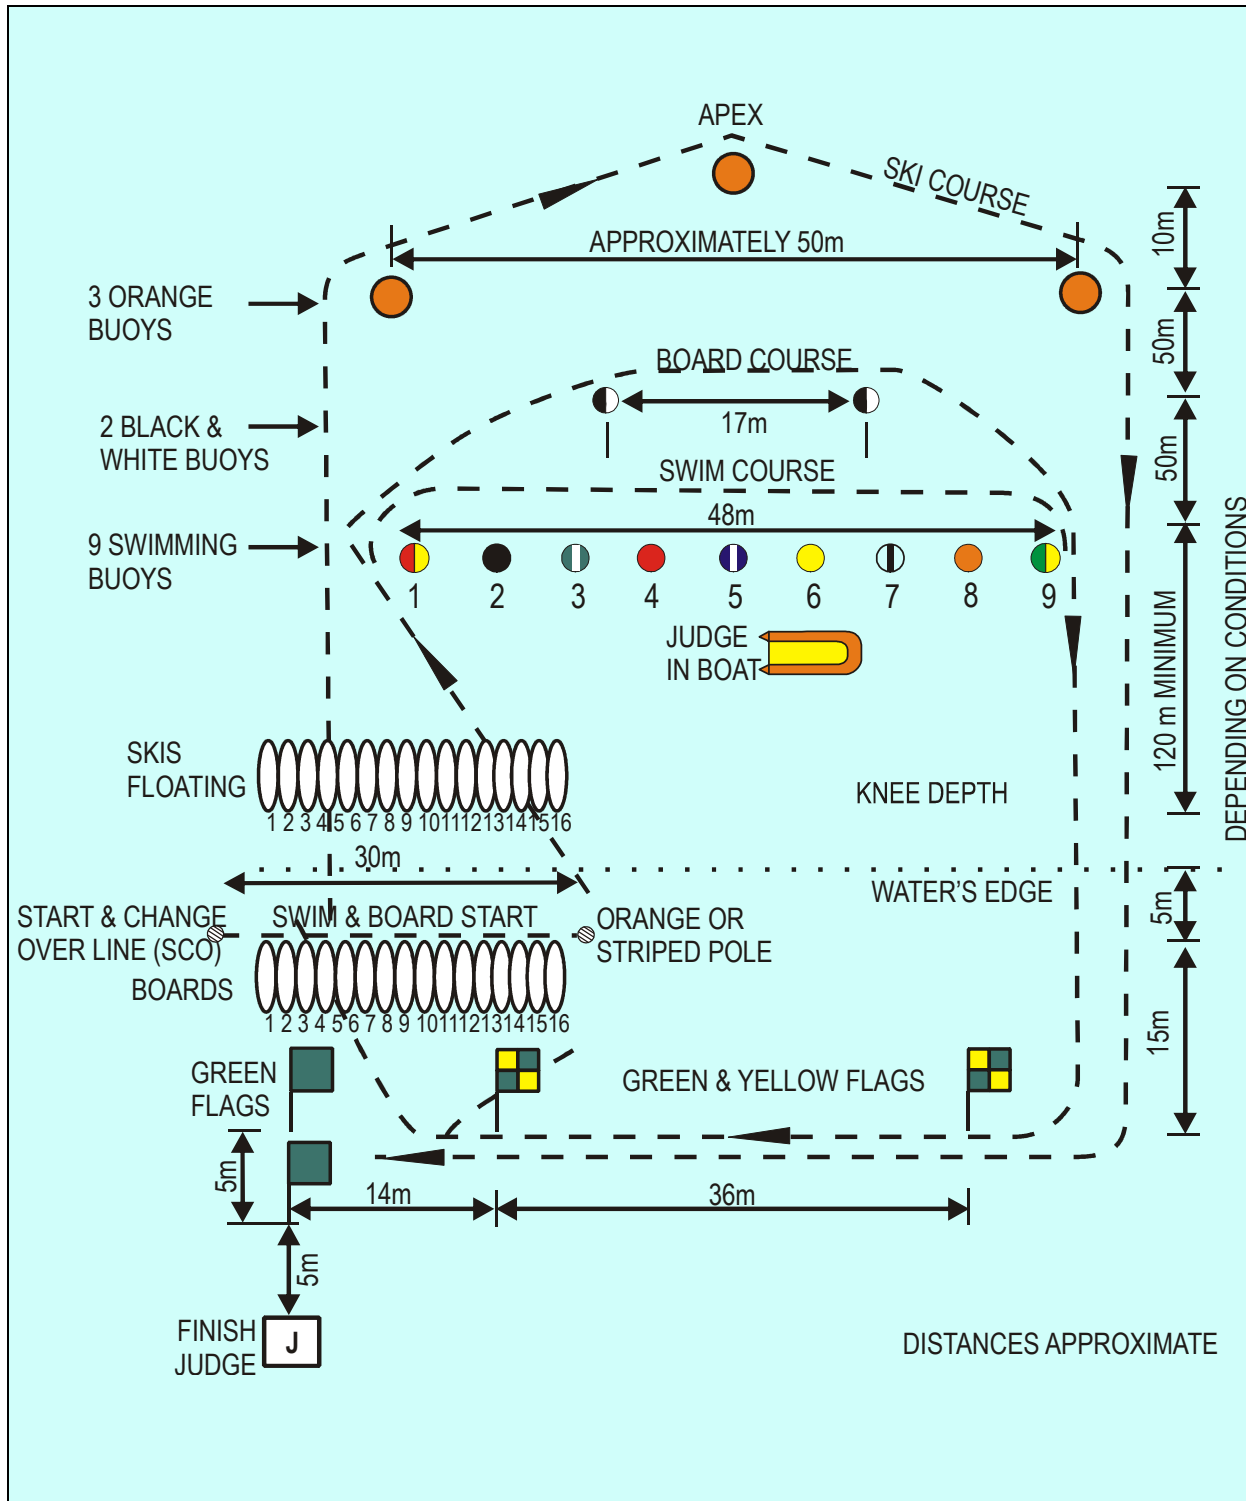 APEX
SKI COURSE
APPROXIMATELY 50m
10m
3 ORANGE
BUOYS
50m
BOARD COURSE
2 BLACK &
WHITE BUOYS
17m
50m
SWIM COURSE
48m
9 SWIMMING
BUOYS
1 2 3 4 5 6 7 8 9
JUDGE
IN BOAT
120 m MINIMUM
DEPENDING ON CONDITIONS
SKIS
FLOATING
KNEE DEPTH
1 2 3 4 5 6 7 8 9 10 11 12 13 14 15 16
30m
WATER'S EDGE
5m
START & CHANGE
OVER LINE (SCO)
SWIM & BOARD START
ORANGE OR
STRIPED POLE
BOARDS
1 2 3 4 5 6 7 8 9 10 11 12 13 14 15 16
15m
GREEN
FLAGS
GREEN & YELLOW FLAGS
5m
14m
36m
5m
FINISH
JUDGE
J
DISTANCES APPROXIMATE